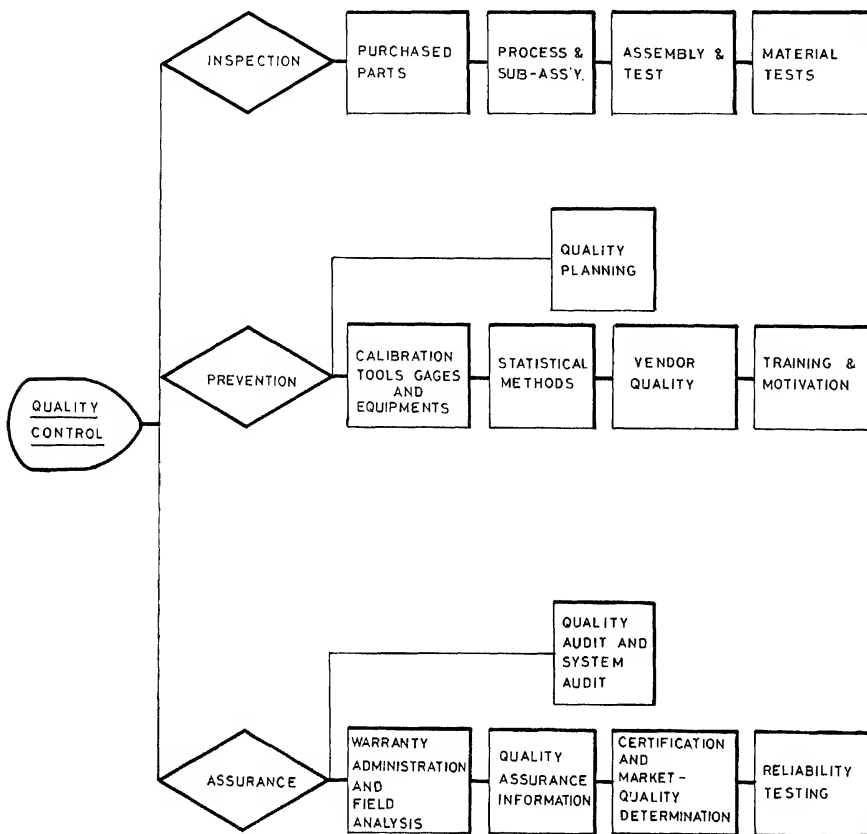 INSPECTION
PURCHASED
PARTS
PROCESS &
SUB-ASS'Y.
ASSEMBLY &
TEST
MATERIAL
TESTS
QUALITY
PLANNING
PREVENTION
CALIBRATION
TOOLS GAGES
AND
EQUIPMENTS
STATISTICAL
METHODS
VENDOR
QUALITY
TRAINING &
MOTIVATION
QUALITY
CONTROL
QUALITY
AUDIT AND
SYSTEM
AUDIT
ASSURANCE
WARRANTY
ADMINISTRATION
AND
FIELD
ANALYSIS
QUALITY
ASSURANCE
INFORMATION
CERTIFICATION
AND
MARKET-
QUALITY
DETERMINATION
RELIABILITY
TESTING